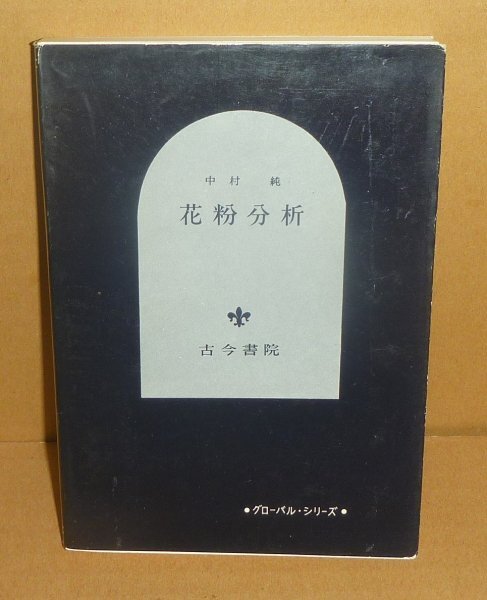 中村 純
花粉分析
古今書院
●グローバル・シリーズ●